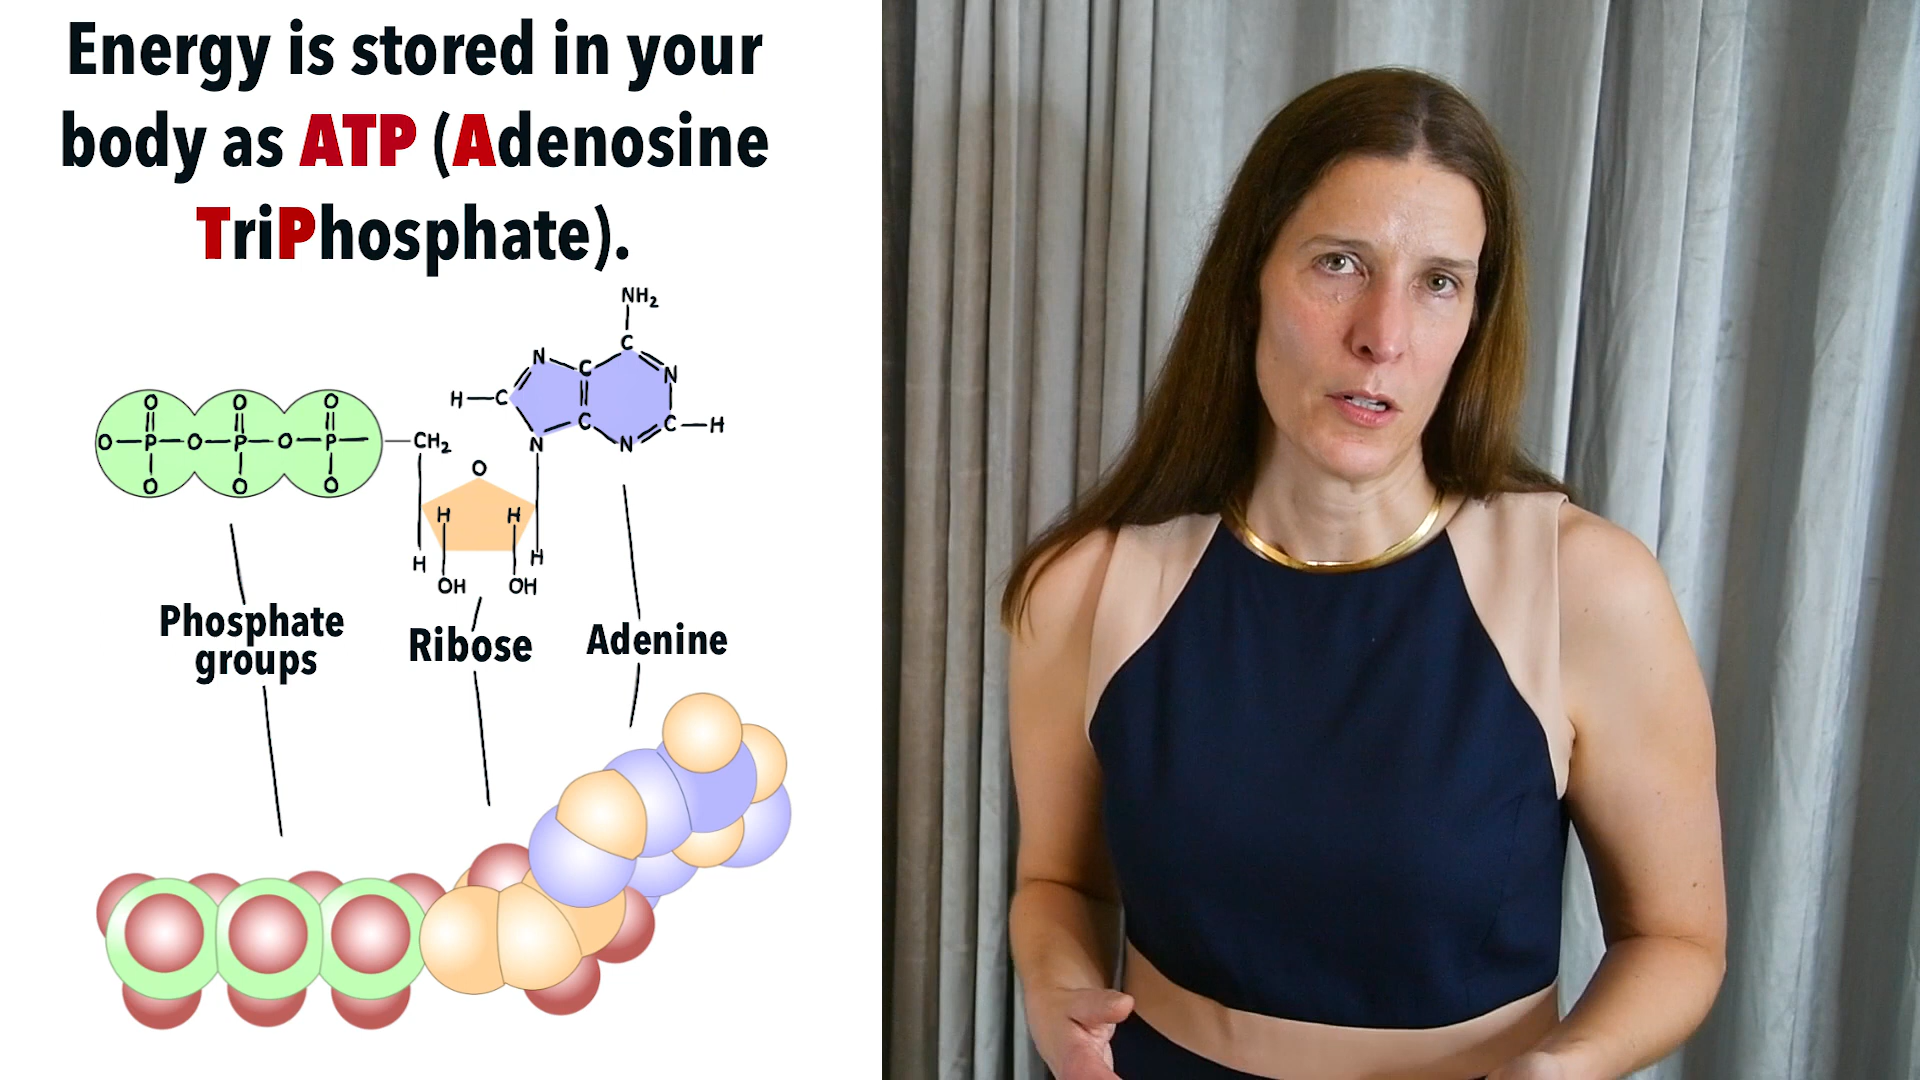 Energy is stored in your
body as ATP (Adenosine
TriPhosphate).
NH₂
N C N
H—C C C—H
N N
O O O
O—P—O—P—O—P— —CH₂
O O O
O
H H
H H
OH OH
Phosphate
groups
Ribose
Adenine